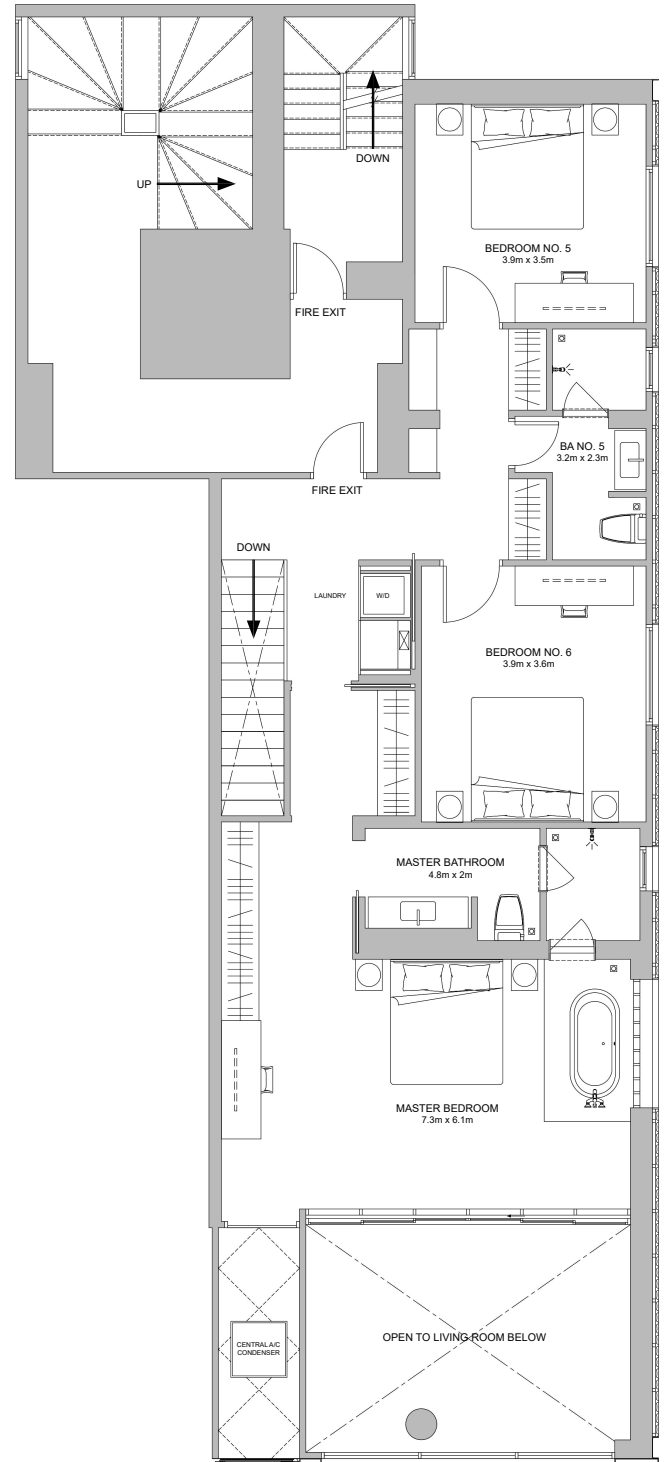 DOWN
UP
BEDROOM NO. 5
3.9m x 3.5m
FIRE EXIT
BA NO. 5
3.2m x 2.3m
FIRE EXIT
DOWN
LAUNDRY
W/D
BEDROOM NO. 6
3.9m x 3.6m
MASTER BATHROOM
4.8m x 2m
MASTER BEDROOM
7.3m x 6.1m
OPEN TO LIVING ROOM BELOW
CENTRAL A/C
CONDENSER